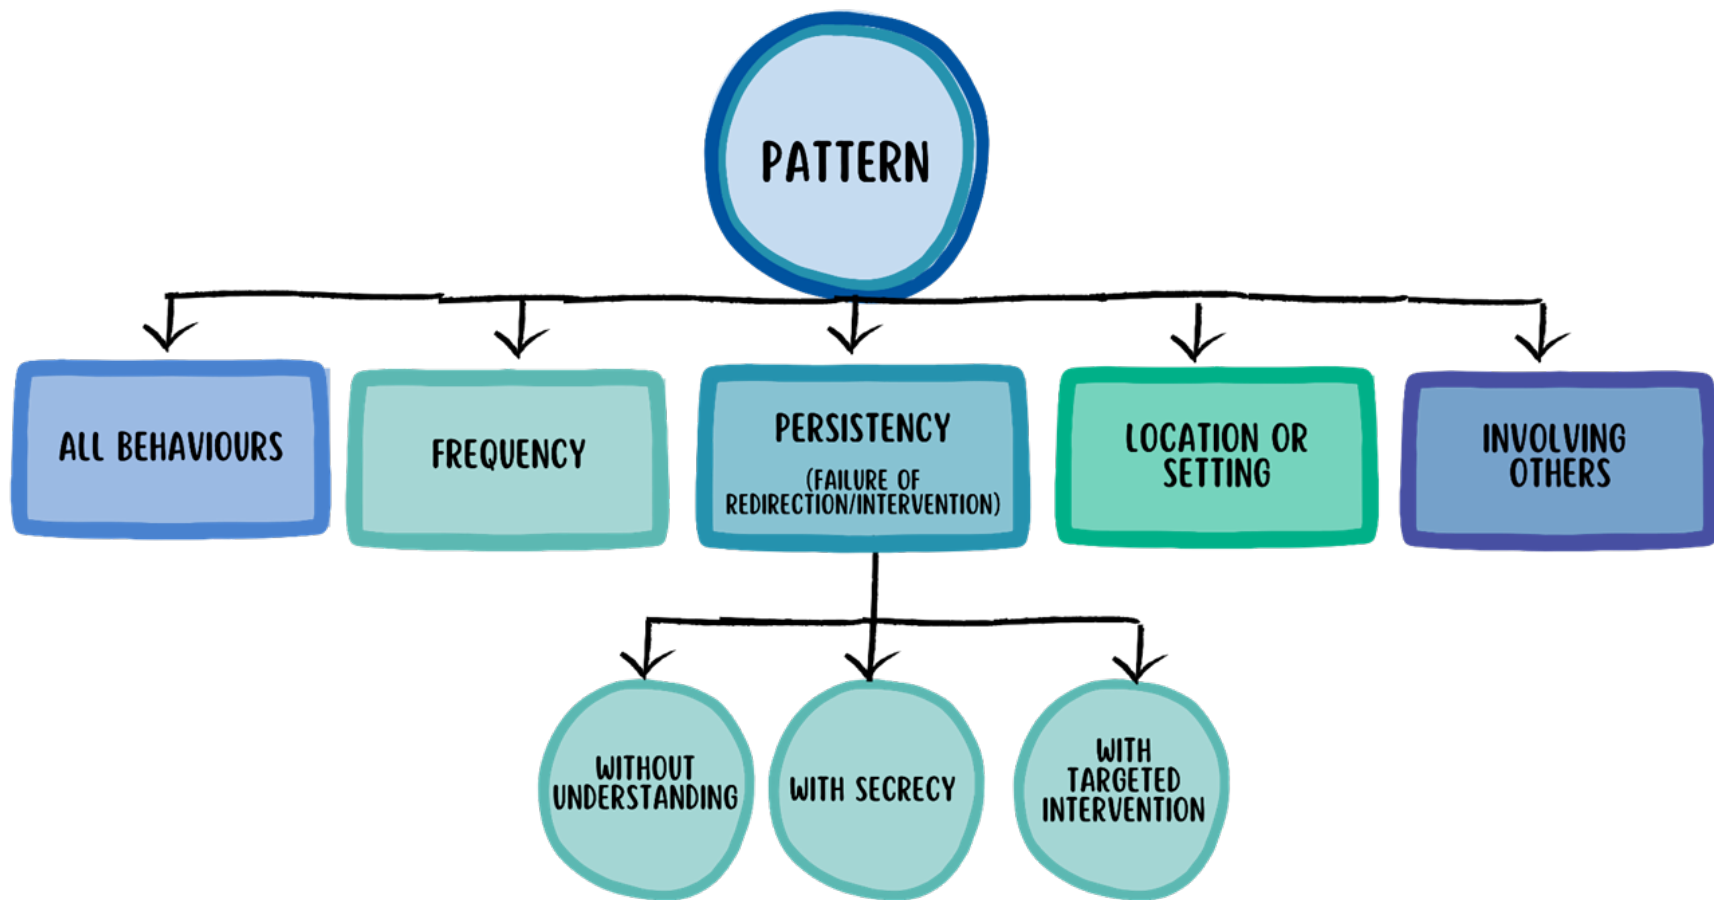 PATTERN
ALL BEHAVIOURS
FREQUENCY
PERSISTENCY
(FAILURE OF
REDIRECTION/INTERVENTION)
LOCATION OR
SETTING
INVOLVING
OTHERS
WITHOUT
UNDERSTANDING
WITH SECRECY
WITH
TARGETED
INTERVENTION